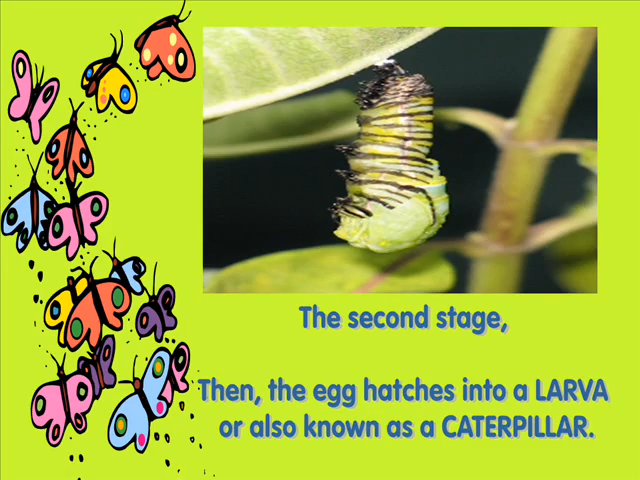 The second stage,
Then, the egg hatches into a LARVA
or also known as a CATERPILLAR.